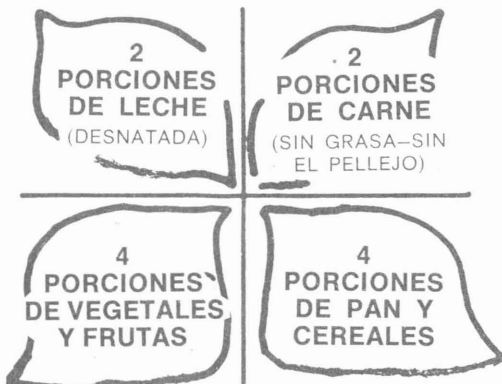 2
PORCIONES
DE LECHE
(DESNATADA)
2
PORCIONES
DE CARNE
(SIN GRASA–SIN
EL PELLEJO)
4
PORCIONES
DE VEGETALES
Y FRUTAS
4
PORCIONES
DE PAN Y
CEREALES